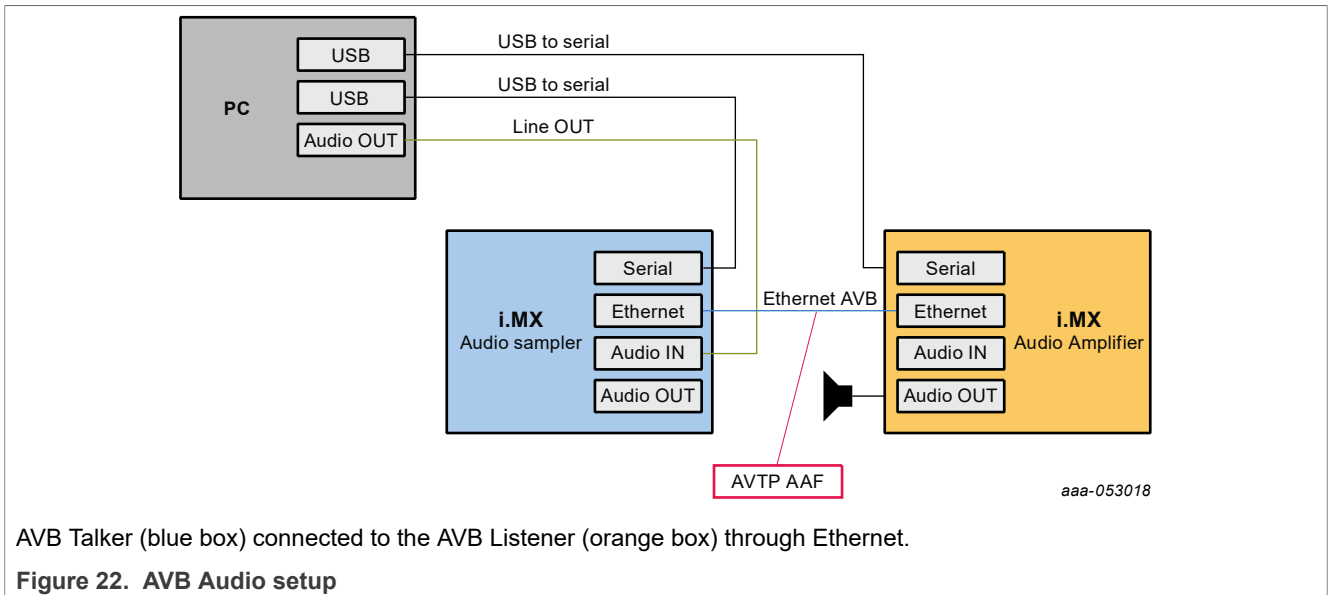 USB to serial
USB
USB to serial
PC
USB
Line OUT
Audio OUT
Serial
Serial
Ethernet AVB
i.MX
Audio sampler
Ethernet
Ethernet
i.MX
Audio Amplifier
Audio IN
Audio IN
Audio OUT
Audio OUT
AVTP AAF
aaa-053018
AVB Talker (blue box) connected to the AVB Listener (orange box) through Ethernet.
Figure 22. AVB Audio setup